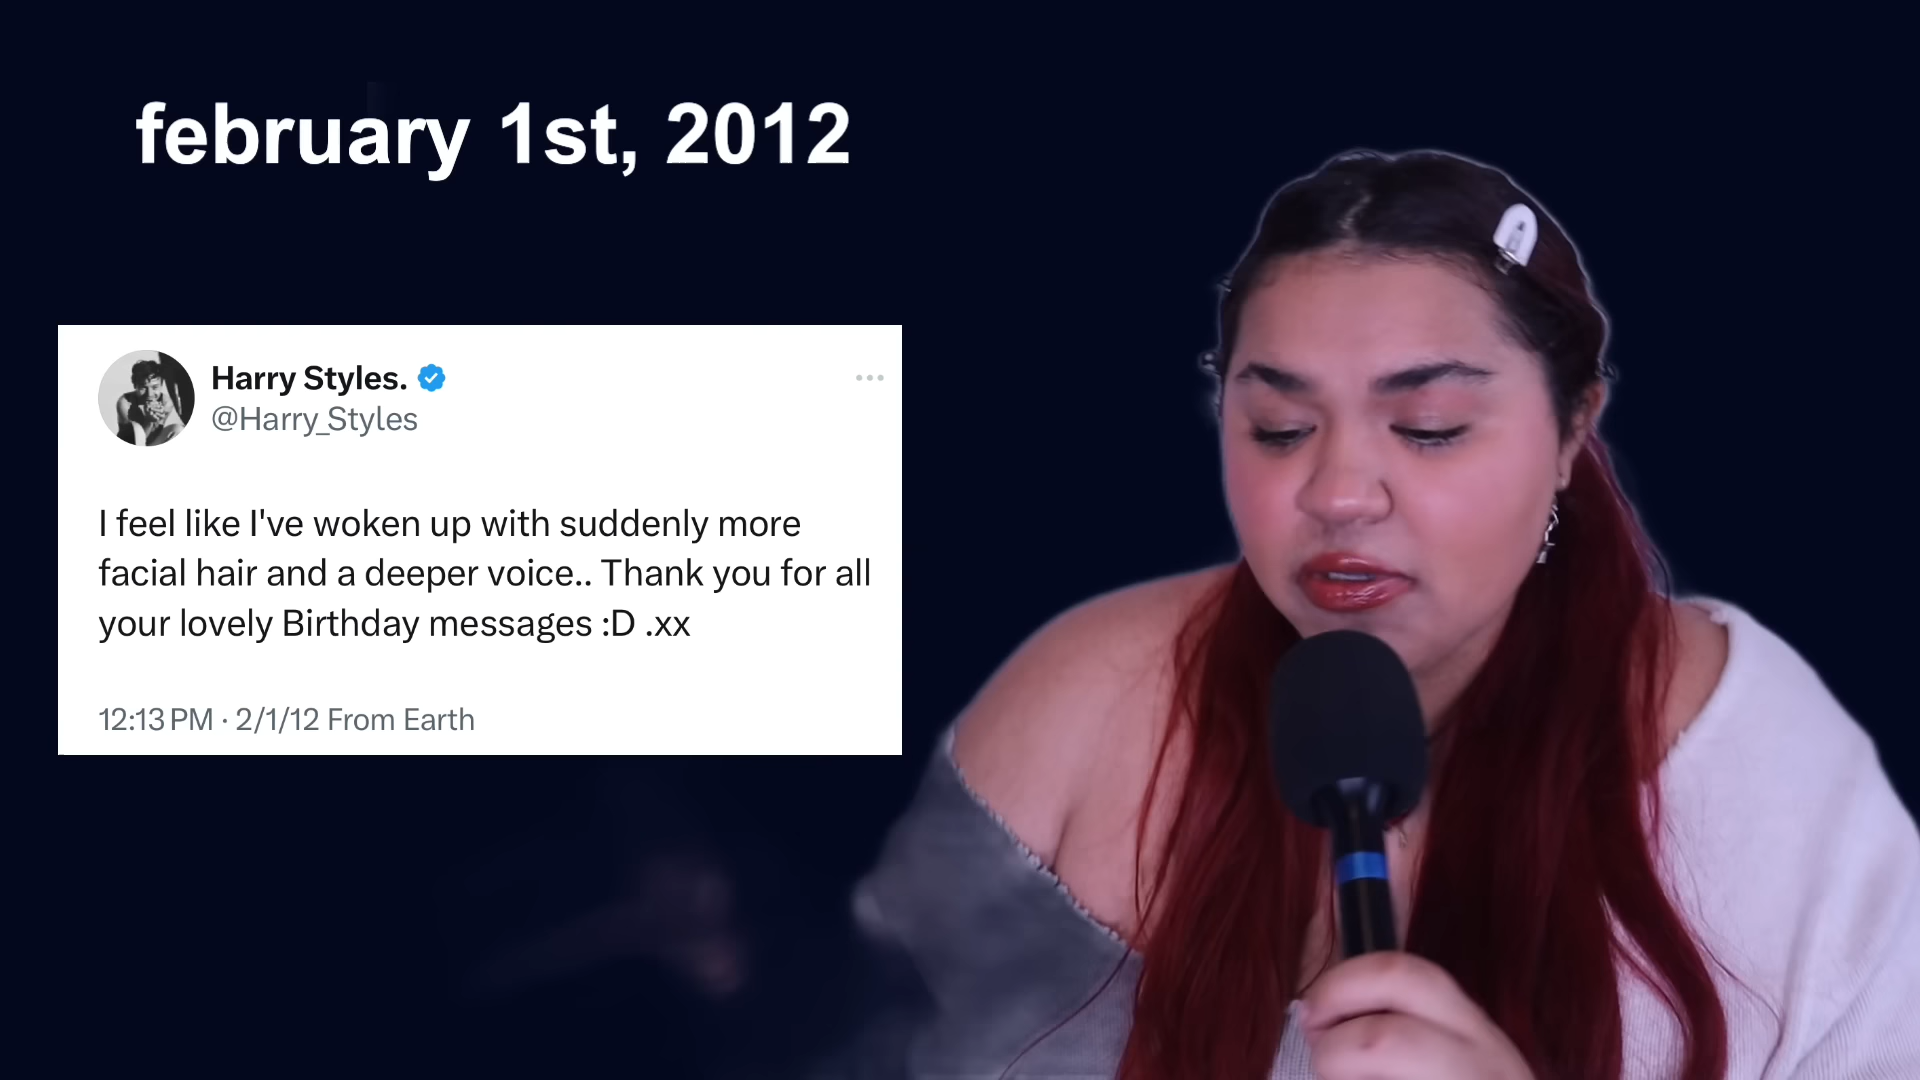 february 1st, 2012
Harry Styles.
@Harry_Styles
I feel like I've woken up with suddenly more
facial hair and a deeper voice.. Thank you for all
your lovely Birthday messages :D .xx
12:13 PM · 2/1/12 From Earth